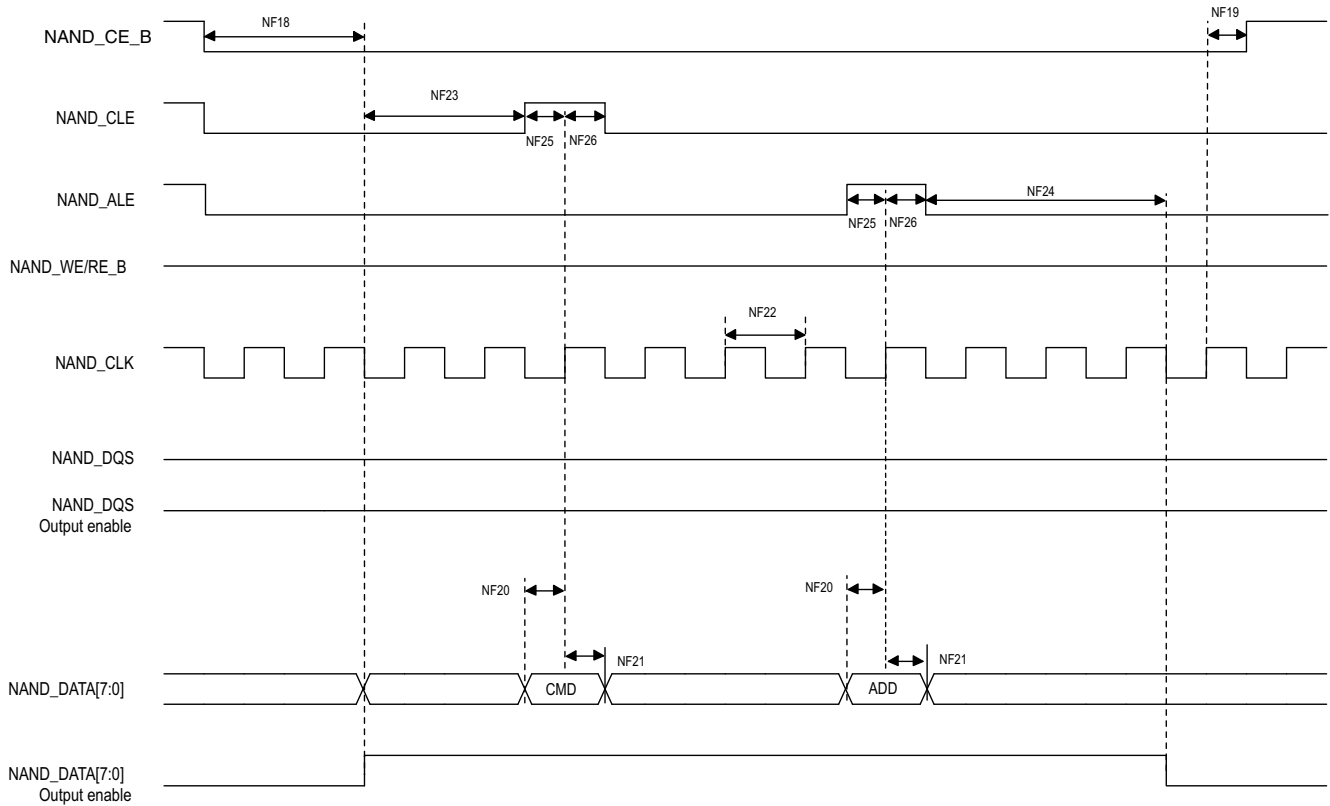 NF18
NF19
NAND_CE_B
NF23
NAND_CLE
NF25 NF26
NAND_ALE
NF24
NF25 NF26
NAND_WE/RE_B
NF22
NAND_CLK
NAND_DQS
NAND_DQS
Output enable
NF20
NF20
NF21
NF21
NAND_DATA[7:0]
CMD
ADD
NAND_DATA[7:0]
Output enable